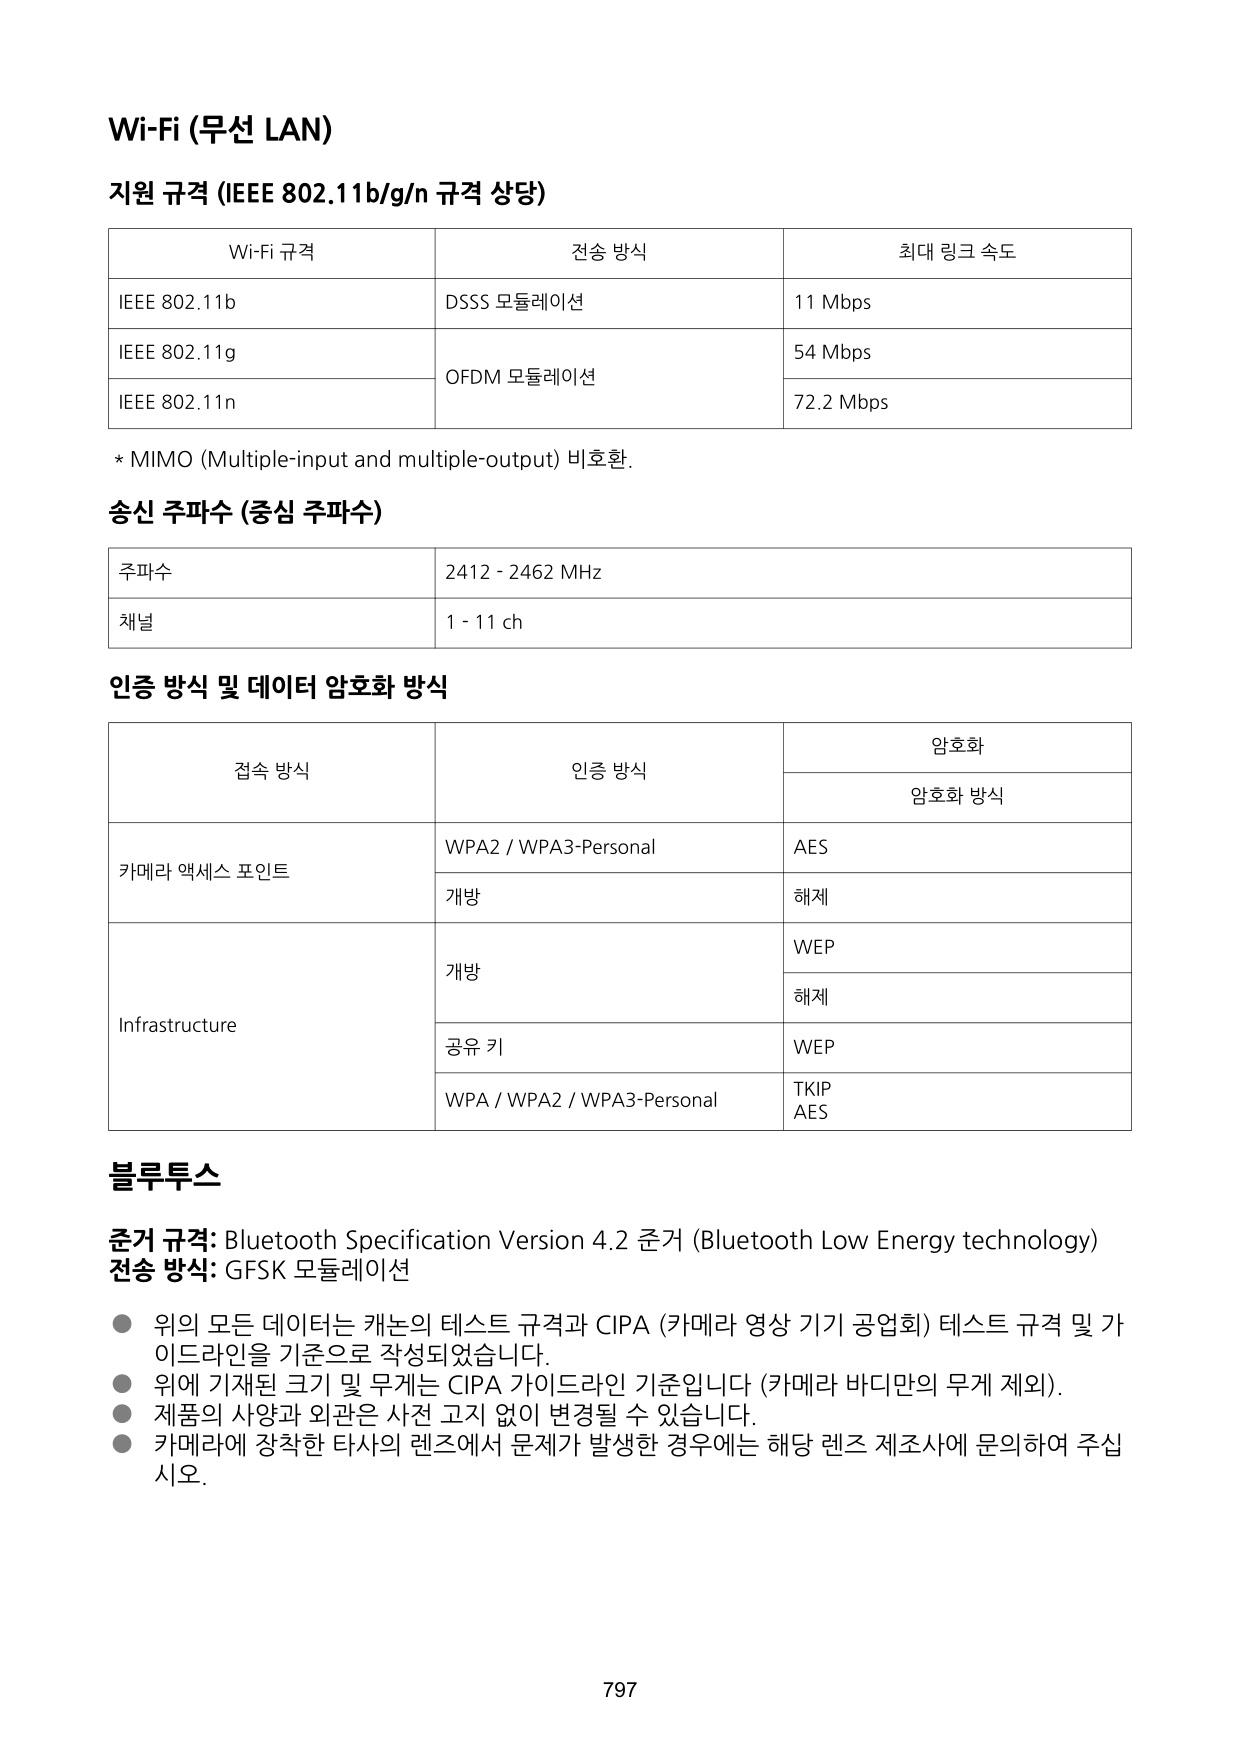 Wi-Fi (무선 LAN)
지원 규격 (IEEE 802.11b/g/n 규격 상당)
Wi-Fi 규격 전송 방식 최대 링크 속도
IEEE 802.11b DSSS 모듈레이션 11 Mbps
IEEE 802.11g 54 Mbps
OFDM 모듈레이션
IEEE 802.11n 72.2 Mbps
* MIMO (Multiple-input and multiple-output) 비호환.
송신 주파수 (중심 주파수)
주파수 2412 - 2462 MHz
채널 1 - 11 ch
인증 방식 및 데이터 암호화 방식
암호화
접속 방식 인증 방식
암호화 방식
WPA2 / WPA3-Personal AES
카메라 액세스 포인트
개방 해제
WEP
개방
해제
Infrastructure
공유 키 WEP
TKIP
WPA / WPA2 / WPA3-Personal
AES
블루투스
준거 규격: Bluetooth Specification Version 4.2 준거 (Bluetooth Low Energy technology)
전송 방식: GFSK 모듈레이션
● 위의 모든 데이터는 캐논의 테스트 규격과 CIPA (카메라 영상 기기 공업회) 테스트 규격 및 가
이드라인을 기준으로 작성되었습니다.
● 위에 기재된 크기 및 무게는 CIPA 가이드라인 기준입니다 (카메라 바디만의 무게 제외).
● 제품의 사양과 외관은 사전 고지 없이 변경될 수 있습니다.
● 카메라에 장착한 타사의 렌즈에서 문제가 발생한 경우에는 해당 렌즈 제조사에 문의하여 주십
시오.
797